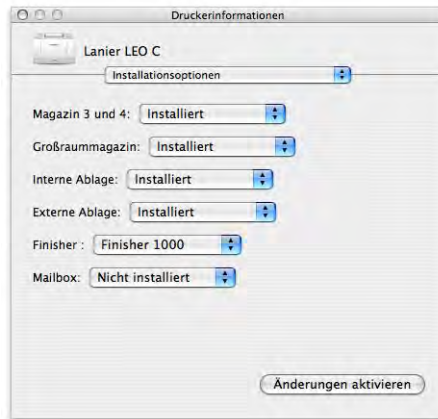 Druckerinformationen
Lanier LEO C
Installationsoptionen
Magazin 3 und 4: Installiert
Großraummagazin: Installiert
Interne Ablage: Installiert
Externe Ablage: Installiert
Finisher : Finisher 1000
Mailbox: Nicht installiert
Änderungen aktivieren